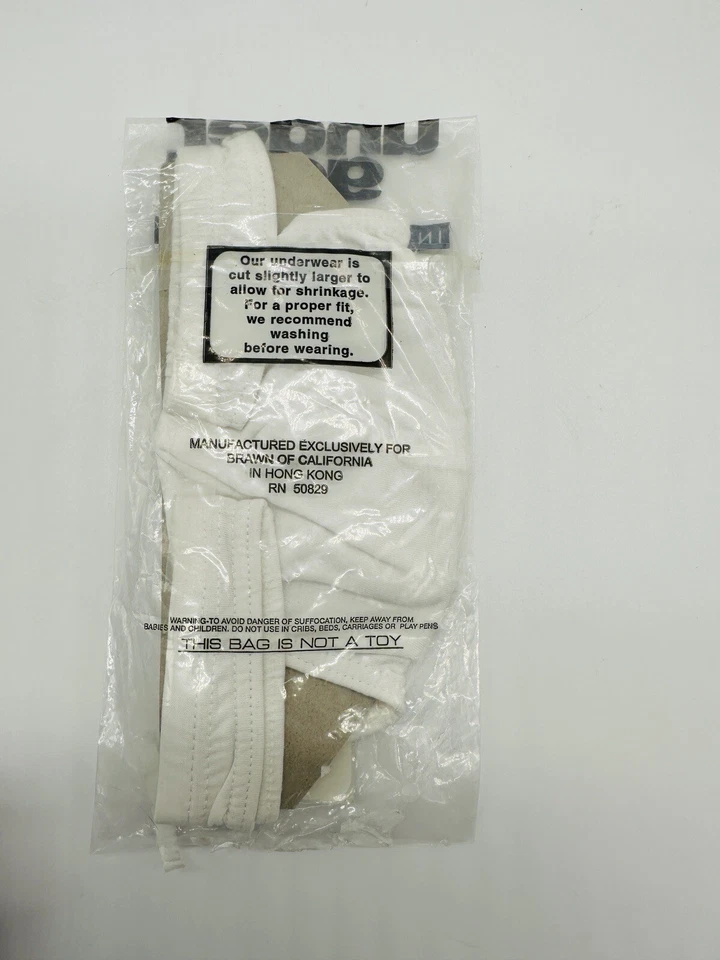 Our underwear is
cut slightly larger to
allow for shrinkage.
For a proper fit,
we recommend
washing
before wearing.
MANUFACTURED EXCLUSIVELY FOR
BRAWN OF CALIFORNIA
IN HONG KONG
RN 50829
WARNING-TO AVOID DANGER OF SUFFOCATION, KEEP AWAY FROM
BABIES AND CHILDREN. DO NOT USE IN CRIBS, BEDS, CARRIAGES OR PLAY PENS
THIS BAG IS NOT A TOY